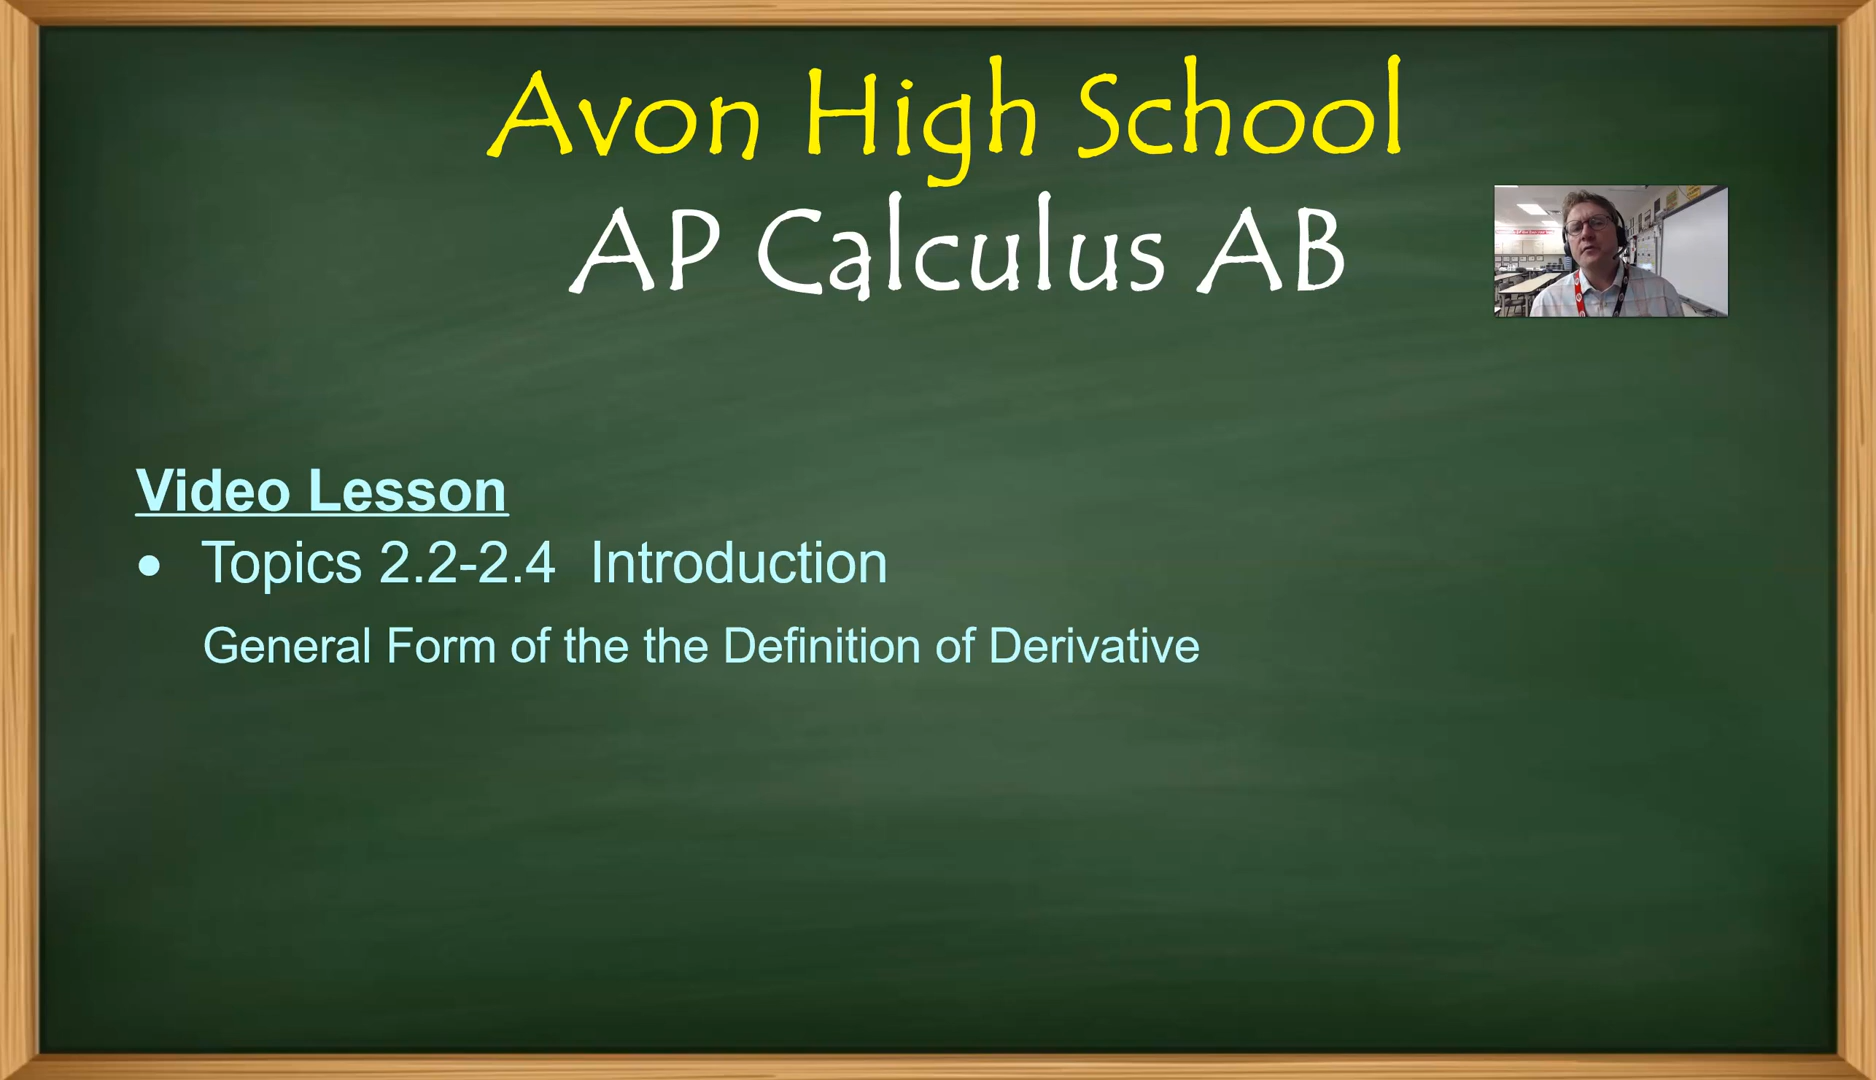 Avon High School
AP Calculus AB
Video Lesson
• Topics 2.2-2.4 Introduction
General Form of the the Definition of Derivative